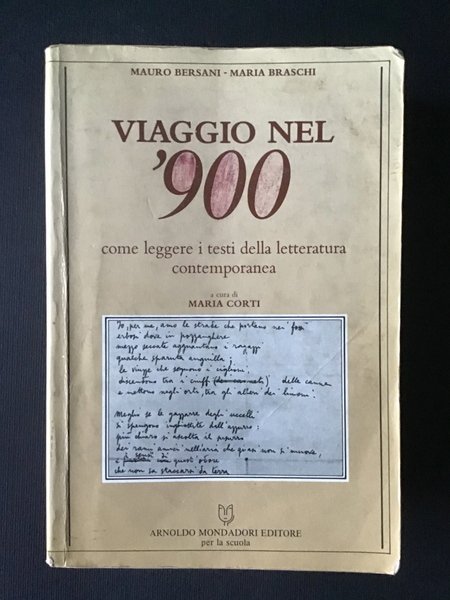 MAURO BERSANI - MARIA BRASCHI
VIAGGIO NEL
'900
come leggere i testi della letteratura
contemporanea
a cura di
MARIA CORTI
Io, per me, amo le strade che portano nei fossi
erbosi dove in pozzanghere
mezzo seccate agguantano i ragazzi
qualche sparuta anguilla;
le viuzze che seguono i ciglioni,
discendono tra i ciuffi delle canne
e mettono negli orti tra gli alberi dei limoni.
Meglio se le gazzarre degli uccelli
si spengono inghiottite dall'azzurro:
più chiaro si ascolta il susurro
dei rami amici nell'aria che quasi non si muove,
e i sensi di quest'odore
che non sa staccarsi da terra
ARNOLDO MONDADORI EDITORE
per la scuola